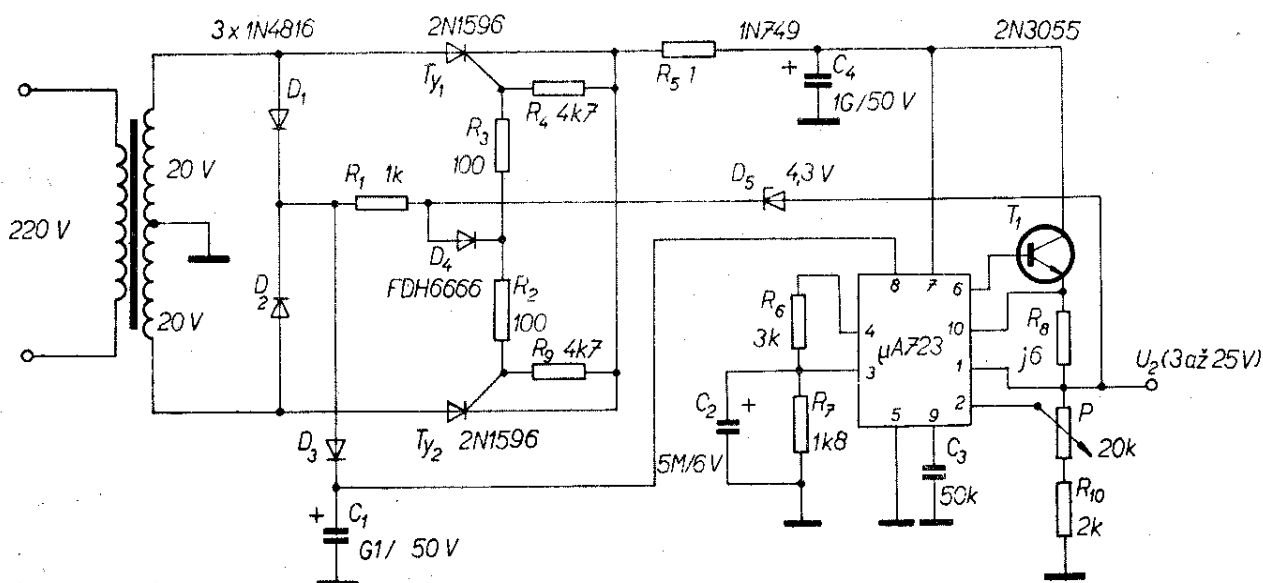 3 x 1N4816
2N1596
1N749
2N3055
Ty1
R5 1
+
C4
1G/50 V
D1
R4 4k7
R3
100
20 V
R1 1k
D5
4,3 V
T1
220 V
D4
FDH6666
D2
R2
100
20 V
R9 4k7
R6
3k
8
7
6
4
10
µA723
R8
j6
3
1
U2 (3 až 25V)
C2
+
R7
1k8
5
9
2
P
20k
Ty2
2N1596
D3
5M/6V
C3
50k
R10
2k
+
C1
G1/ 50 V